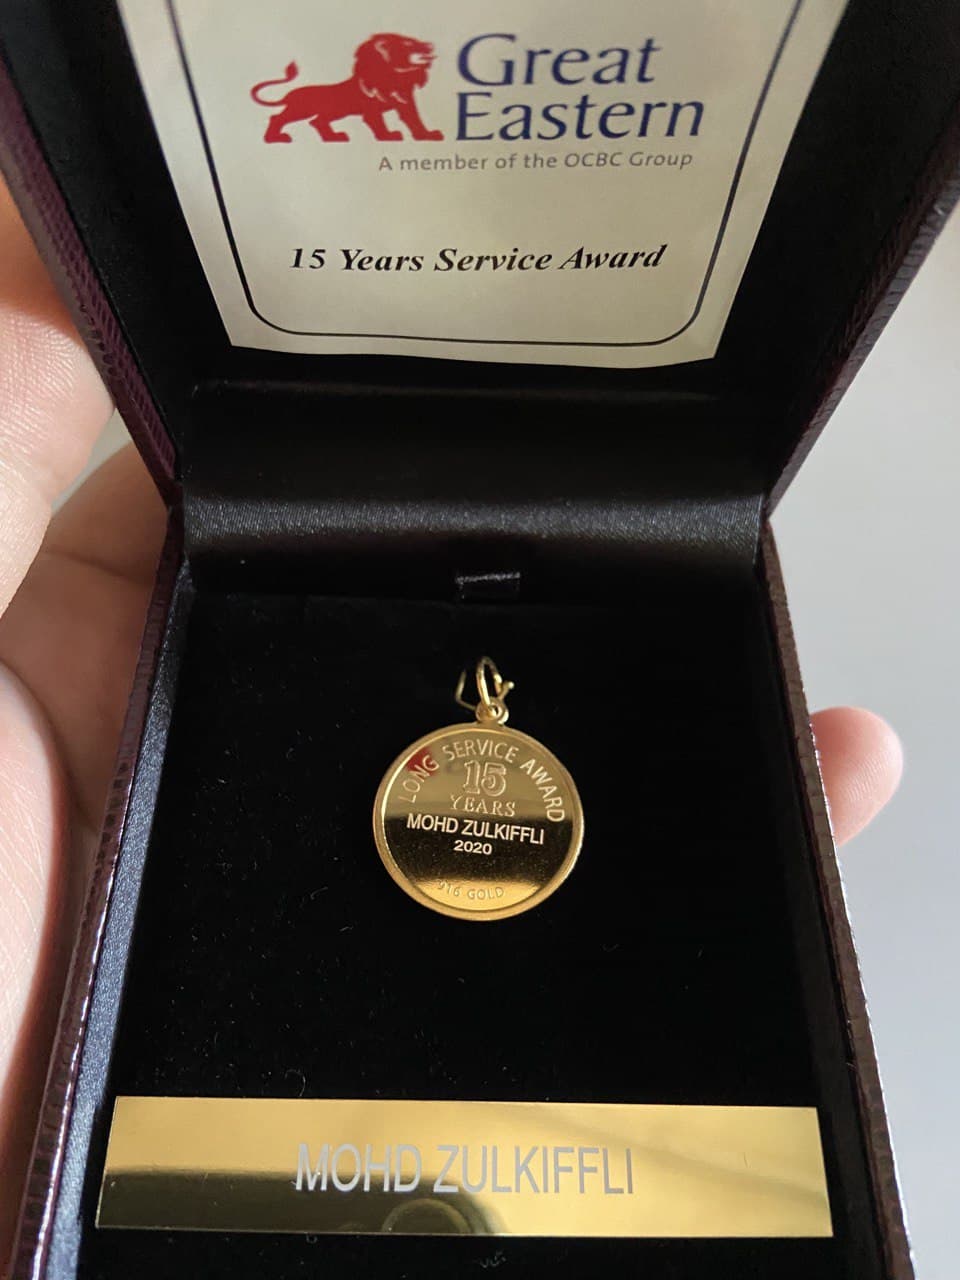 Great
Eastern
A member of the OCBC Group
15 Years Service Award
LONG SERVICE AWARD
15
YEARS
MOHD ZULKIFFLI
2020
916 GOLD
MOHD ZULKIFFLI